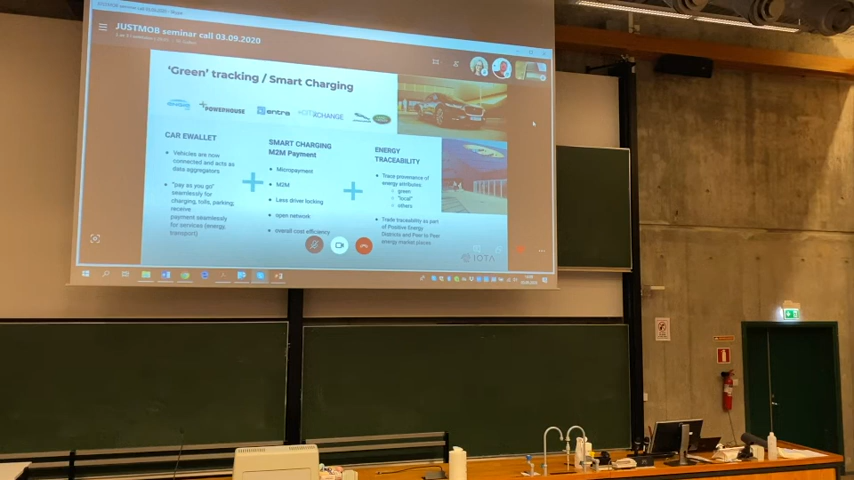 JUSTMOB seminar call 03.09.2020
'Green' tracking / Smart Charging
POWERHOUSE
entra
XCHANGE
CAR EWALLET
Vehicles are now
connected and acts as
data aggregators
"pay as you go"
seamlessly for
charging, tolls, parking,
receive
payment seamlessly
for services (energy,
transport)
SMART CHARGING
M2M Payment
Micropayment
M2M
Less driver locking
open network
overall cost efficiency
ENERGY
TRACEABILITY
Trace provenance of
energy attributes:
green
"local"
others
Trade traceability as part
of Positive Energy
Districts and Peer to Peer
energy market places
IOTA